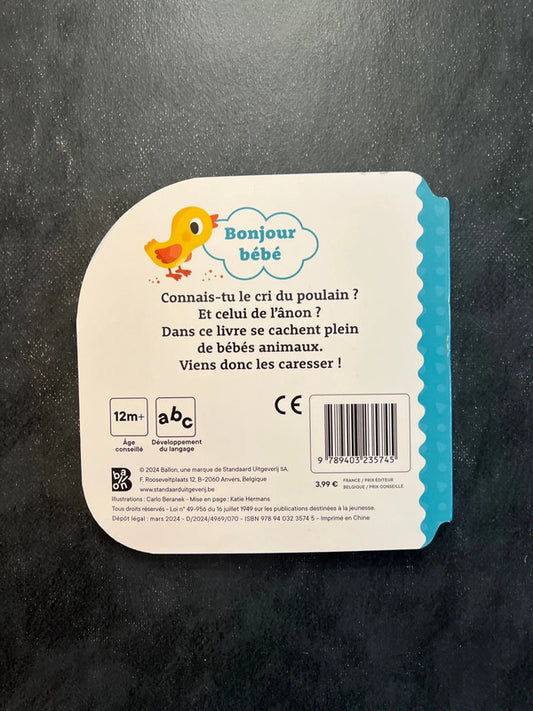 Bonjour
bébé
Connais-tu le cri du poulain ?
Et celui de l'ânon ?
Dans ce livre se cachent plein
de bébés animaux.
Viens donc les caresser !
12m+
abc
Âge
conseillé
Développement
du langage
CE
9 789403 235745
3,99 €
FRANCE / PRIX ÉDITEUR
BELGIQUE / PRIX CONSEILLÉ
ballon
© 2024 Ballon, une marque de Standaard Uitgeverij SA,
F. Rooseveltplaats 12, B-2060 Anvers, Belgique
www.standaarduitgeverij.be
Illustrations : Carlo Beranek - Mise en page : Katie Hermans
Tous droits réservés - Loi n° 49-956 du 16 juillet 1949 sur les publications destinées à la jeunesse.
Dépôt légal : mars 2024 - D/2024/4969/070 - ISBN 978 94 032 3574 5 - Imprimé en Chine